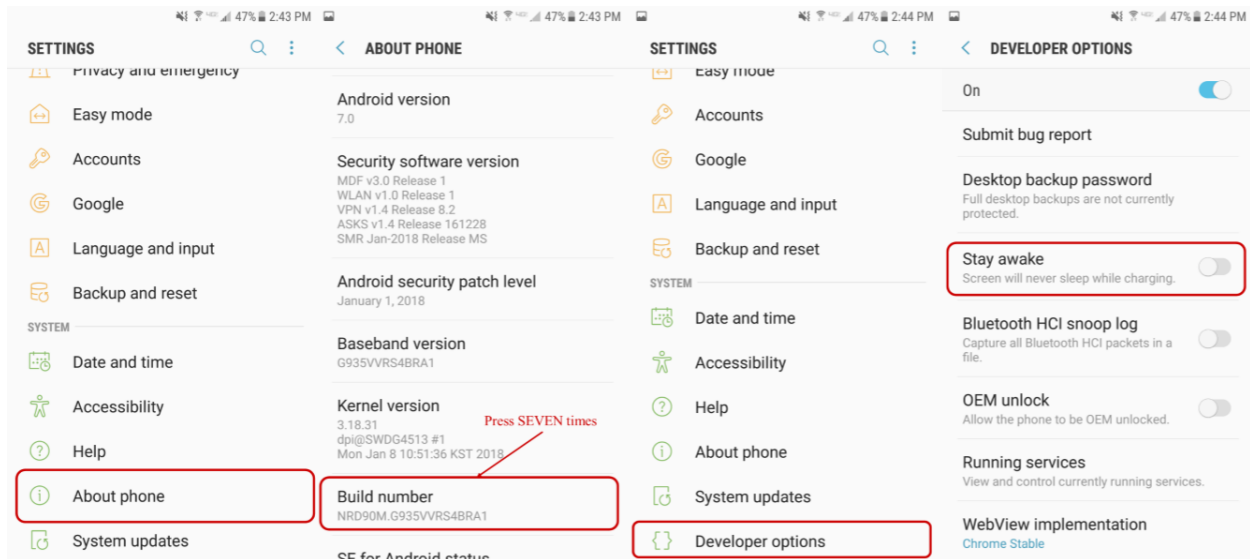 47% 2:43 PM
SETTINGS
Privacy and emergency
Easy mode
Accounts
Google
Language and input
Backup and reset
SYSTEM
Date and time
Accessibility
Help
About phone
System updates
47% 2:43 PM
ABOUT PHONE
Android version
7.0
Security software version
MDF v3.0 Release 1
WLAN v1.0 Release 1
VPN v1.4 Release 8.2
ASKS v1.4 Release 161228
SMR Jan-2018 Release MS
Android security patch level
January 1, 2018
Baseband version
G935VVRS4BRA1
Kernel version
3.18.31
dpi@SWDG4513 #1
Mon Jan 8 10:51:36 KST 2018
Press SEVEN times
Build number
NRD90M.G935VVRS4BRA1
SE for Android status
47% 2:44 PM
SETTINGS
Easy mode
Accounts
Google
Language and input
Backup and reset
SYSTEM
Date and time
Accessibility
Help
About phone
System updates
Developer options
47% 2:44 PM
DEVELOPER OPTIONS
On
Submit bug report
Desktop backup password
Full desktop backups are not currently
protected.
Stay awake
Screen will never sleep while charging.
Bluetooth HCI snoop log
Capture all Bluetooth HCI packets in a
file.
OEM unlock
Allow the phone to be OEM unlocked.
Running services
View and control currently running services.
WebView implementation
Chrome Stable